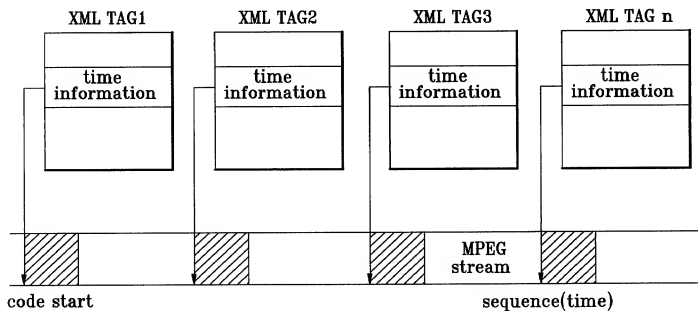 XML TAG1 XML TAG2 XML TAG3 XML TAG n
time information
time information
time information
time information
MPEG stream
code start
sequence(time)